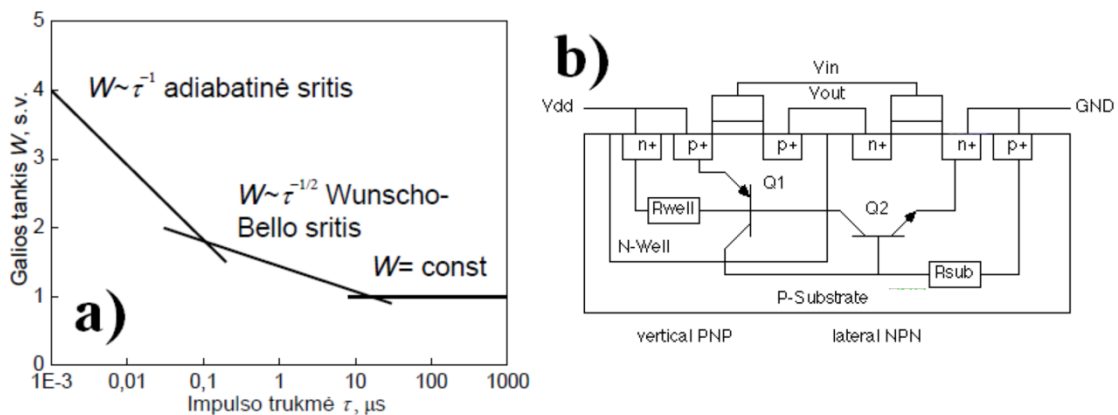 5
4
3
2
1
0
Galios tankis W, s.v.
W~τ⁻¹ adiabatinė sritis
W~τ⁻¹/² Wunscho-
Bello sritis
W= const
a)
1E-3 0,01 0,1 1 10 100 1000
Impulso trukmė τ, µs
b)
Vin
Vdd Vout GND
n+ p+ p+ n+ n+ p+
Q1
Rwell Q2
N-Well
Rsub
P-Substrate
vertical PNP lateral NPN